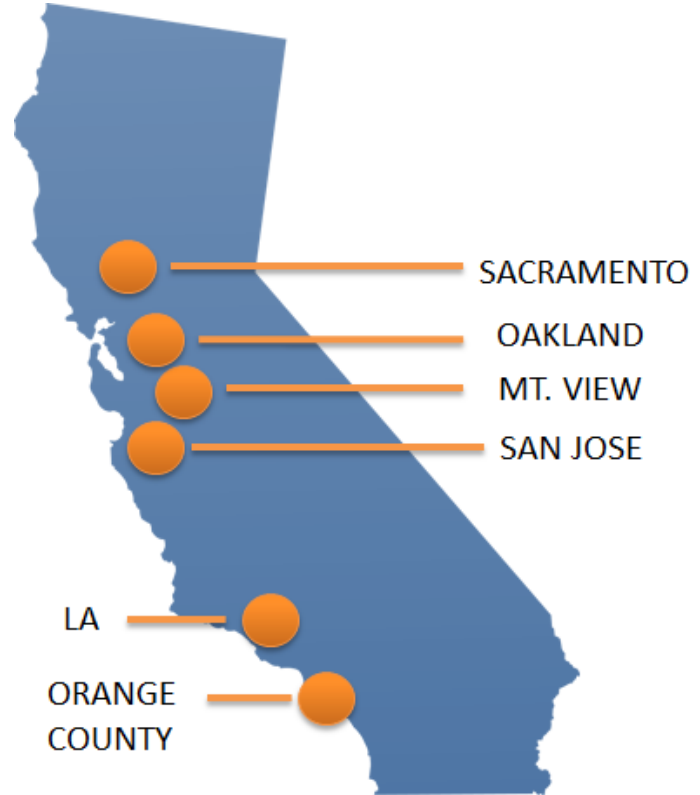 SACRAMENTO
OAKLAND
MT. VIEW
SAN JOSE
LA
ORANGE
COUNTY